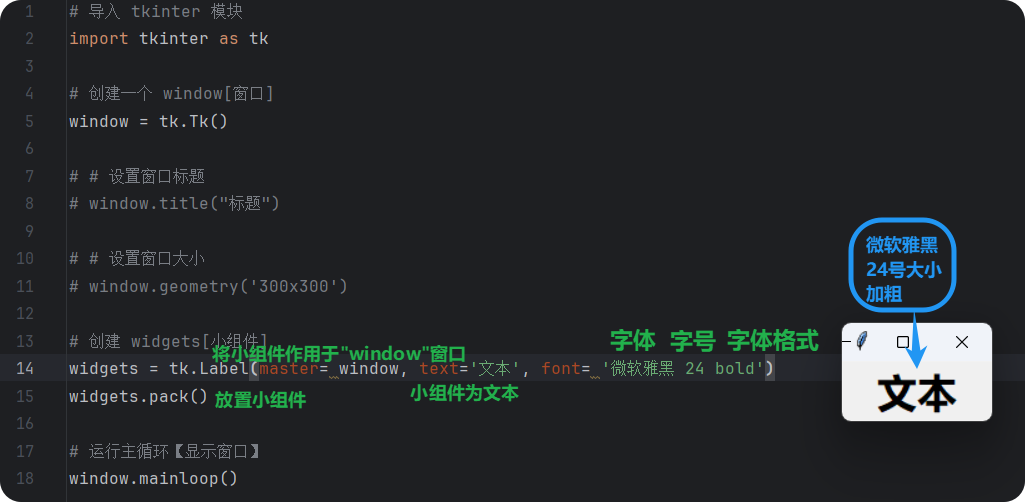 1 # 导入 tkinter 模块
2 import tkinter as tk
3
4 # 创建一个 window[窗口]
5 window = tk.Tk()
6
7 # # 设置窗口标题
8 # window.title("标题")
9
10 # # 设置窗口大小
11 # window.geometry('300x300')
12
13 # 创建 widgets[小组件]
将小组件作用于"window"窗口
字体 字号 字体格式
14 widgets = tk.Label(master= window, text='文本', font= '微软雅黑 24 bold')
15 widgets.pack()
放置小组件
小组件为文本
16
17 # 运行主循环【显示窗口】
18 window.mainloop()
微软雅黑
24号大小
加粗
文本